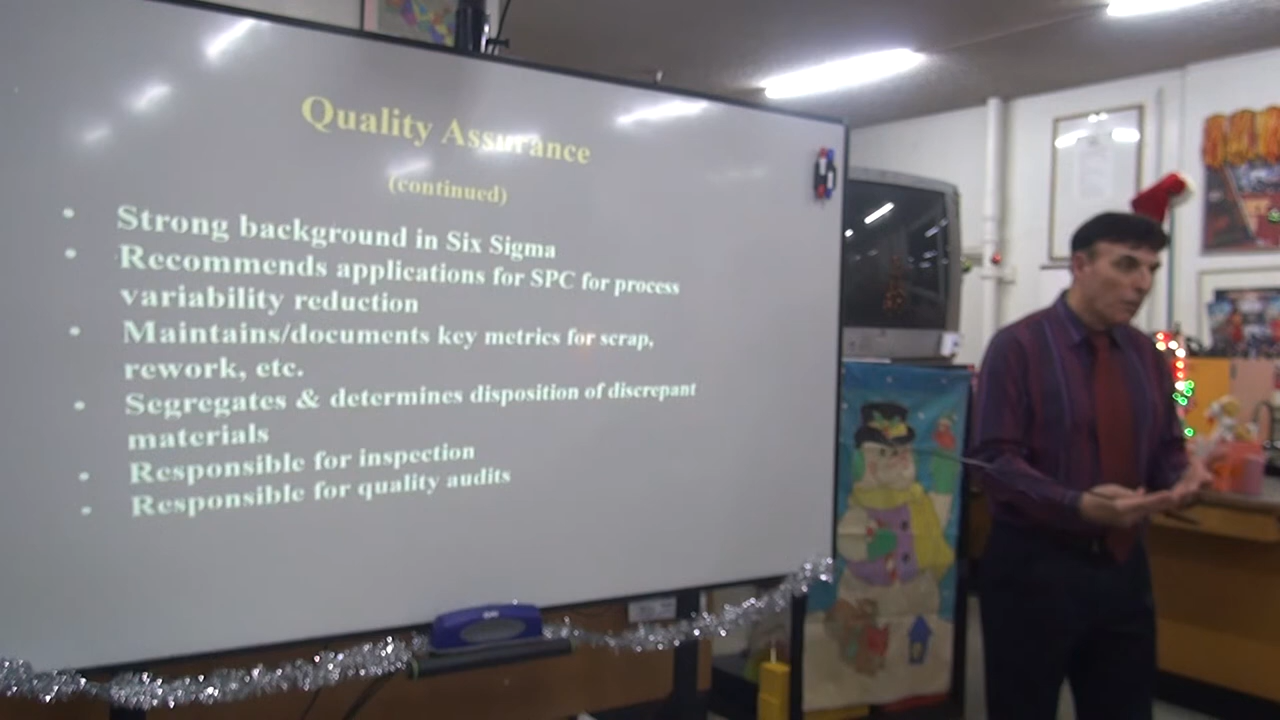 Quality Assurance
(continued)
• Strong background in Six Sigma
• Recommends applications for SPC for process
variability reduction
• Maintains/documents key metrics for scrap,
rework, etc.
• Segregates & determines disposition of discrepant
materials
• Responsible for inspection
• Responsible for quality audits